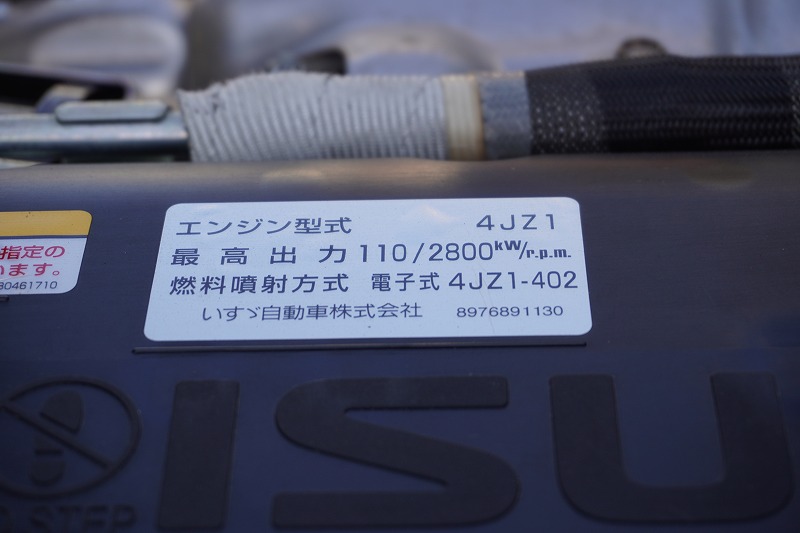 指定の
います。
80461710
エンジン型式 4JZ1
最高出力 110/2800kW/r.p.m.
燃料噴射方式 電子式 4JZ1-402
いすゞ自動車株式会社 8976891130
ISU
STEP